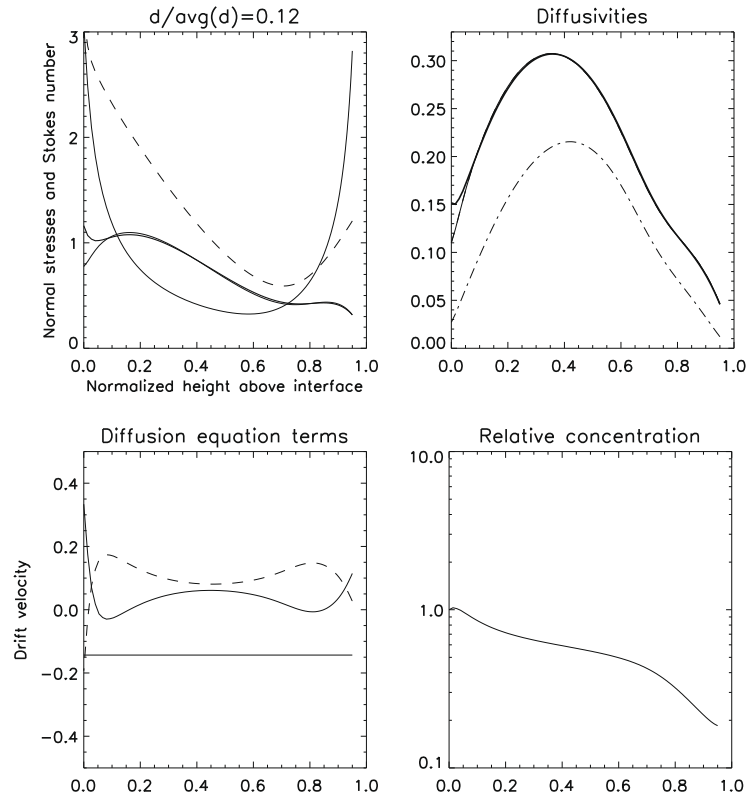 d/avg(d)=0.12
Normal stresses and Stokes number
3
2
1
0
0.0 0.2 0.4 0.6 0.8 1.0
Normalized height above interface
Diffusivities
0.30
0.25
0.20
0.15
0.10
0.05
0.00
0.0 0.2 0.4 0.6 0.8 1.0
Diffusion equation terms
Drift velocity
0.4
0.2
0.0
−0.2
−0.4
0.0 0.2 0.4 0.6 0.8 1.0
Relative concentration
10.0
1.0
0.1
0.0 0.2 0.4 0.6 0.8 1.0